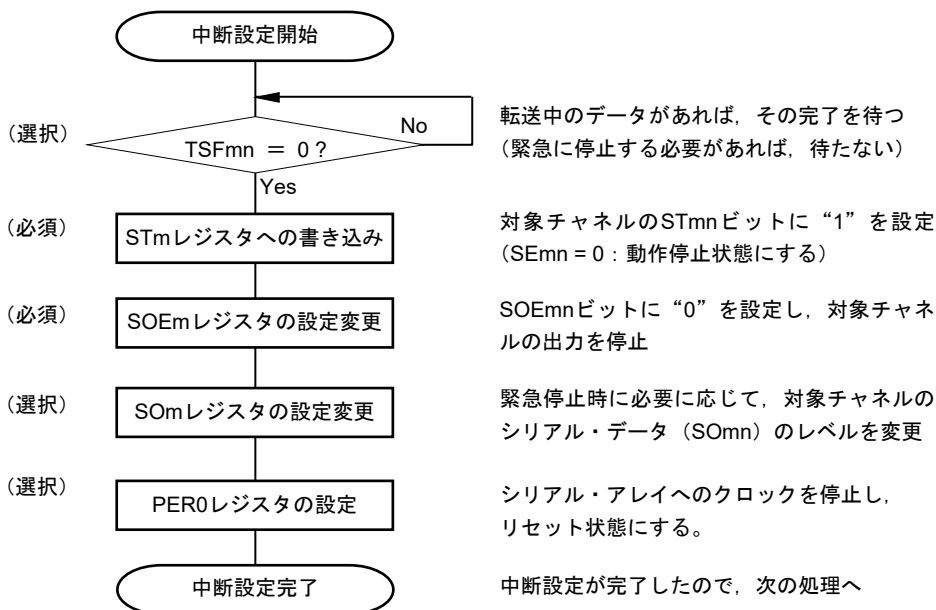 中断設定開始
(選択)
TSFmn = 0?
No
転送中のデータがあれば，その完了を待つ
(緊急に停止する必要があれば，待たない)
Yes
(必須)
STmレジスタへの書き込み
対象チャネルのSTmnビットに“1”を設定
(SEmn = 0：動作停止状態にする)
(必須)
SOEmレジスタの設定変更
SOEmnビットに“0”を設定し，対象チャネ
ルの出力を停止
(選択)
SOmレジスタの設定変更
緊急停止時に必要に応じて，対象チャネルの
シリアル・データ（SOmn）のレベルを変更
(選択)
PER0レジスタの設定
シリアル・アレイへのクロックを停止し，
リセット状態にする。
中断設定完了
中断設定が完了したので，次の処理へ